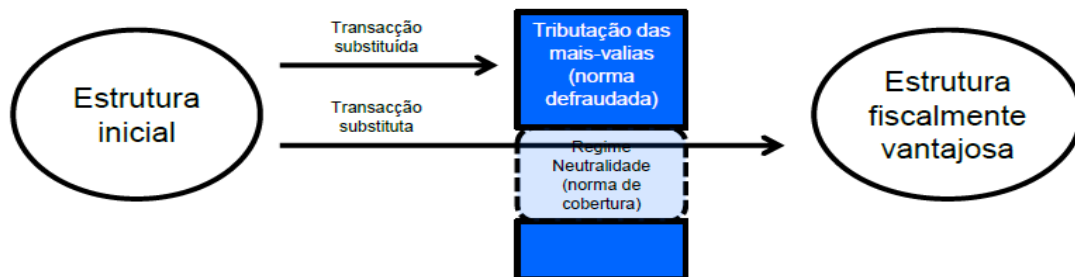 Estrutura
inicial
Transacção
substituída
Transacção
substituta
Tributação das
mais-valias
(norma
defraudada)
Regime
Neutralidade
(norma de
cobertura)
Estrutura
fiscalmente
vantajosa